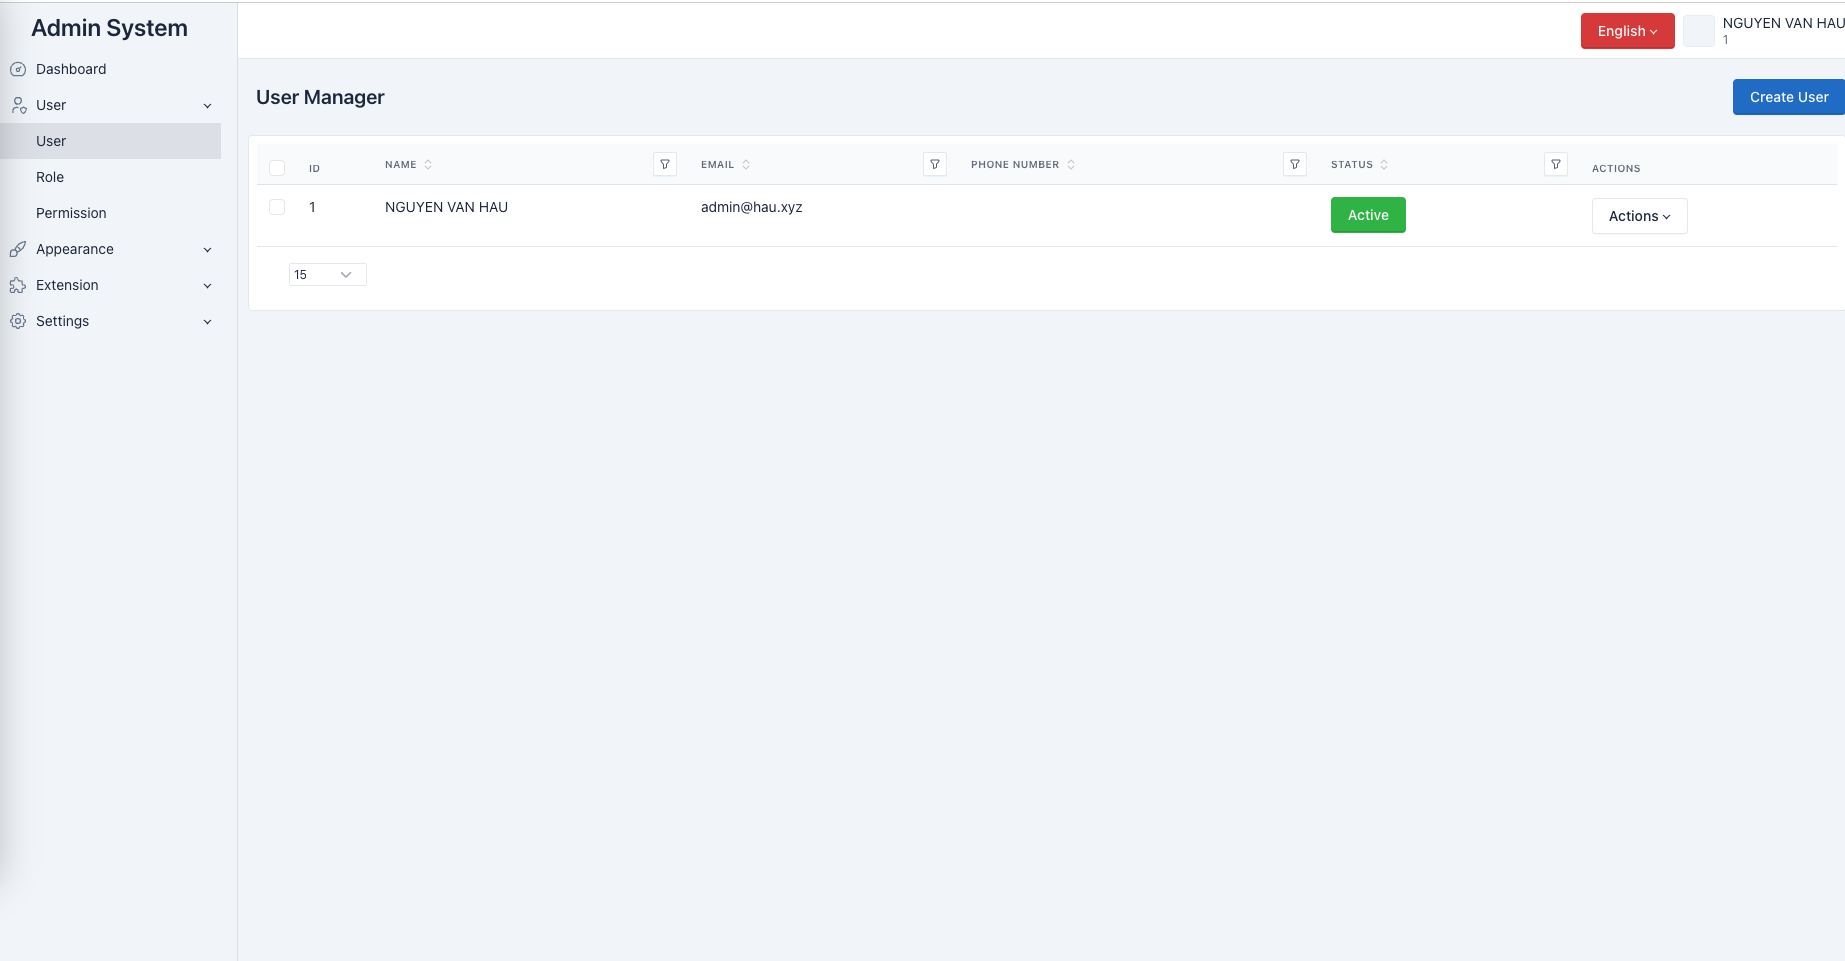 Admin System
English
NGUYEN VAN HAU
1
Dashboard
User
User
Role
Permission
Appearance
Extension
Settings
User Manager
Create User
ID
NAME
EMAIL
PHONE NUMBER
STATUS
ACTIONS
1
NGUYEN VAN HAU
admin@hau.xyz
Active
Actions
15